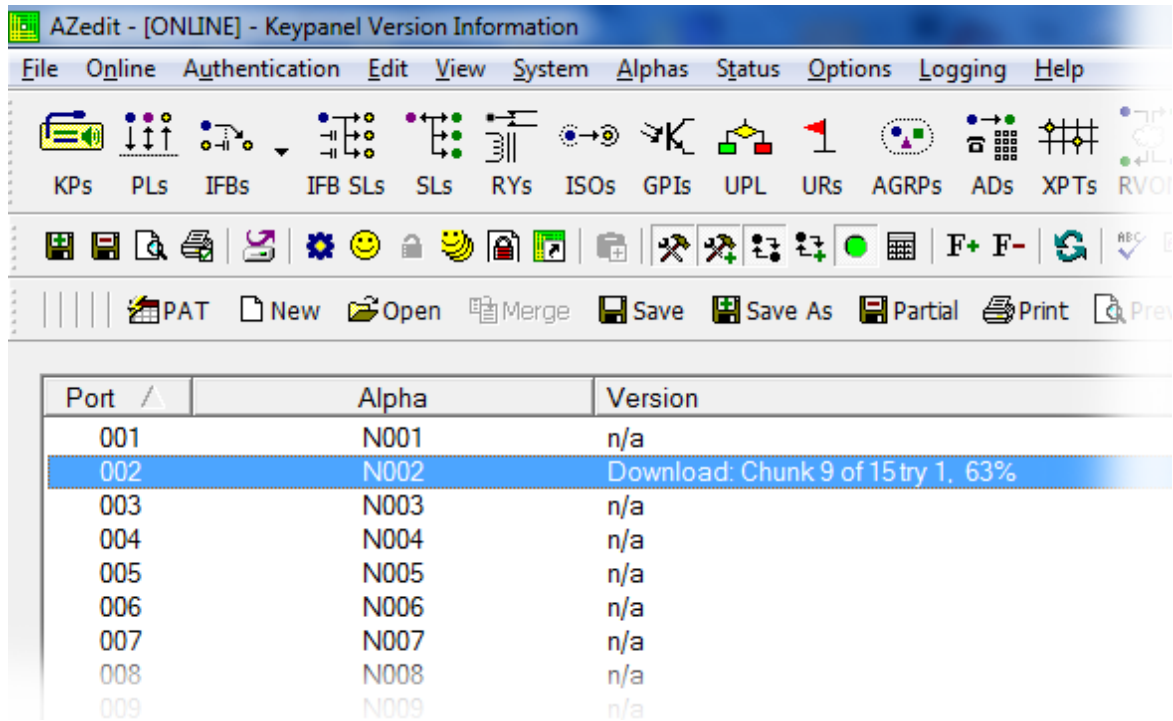 AZedit - [ONLINE] - Keypanel Version Information
File Online Authentication Edit View System Alphas Status Options Logging Help
KPs PLs IFBs IFB SLs SLs RYs ISOs GPIs UPL URs AGRPs ADs XPTs
F+ F- ABC
PAT New Open Merge Save Save As Partial Print
Port Alpha Version
001 N001 n/a
002 N002 Download: Chunk 9 of 15 try 1, 63%
003 N003 n/a
004 N004 n/a
005 N005 n/a
006 N006 n/a
007 N007 n/a
008 N008 n/a
009 N009 n/a